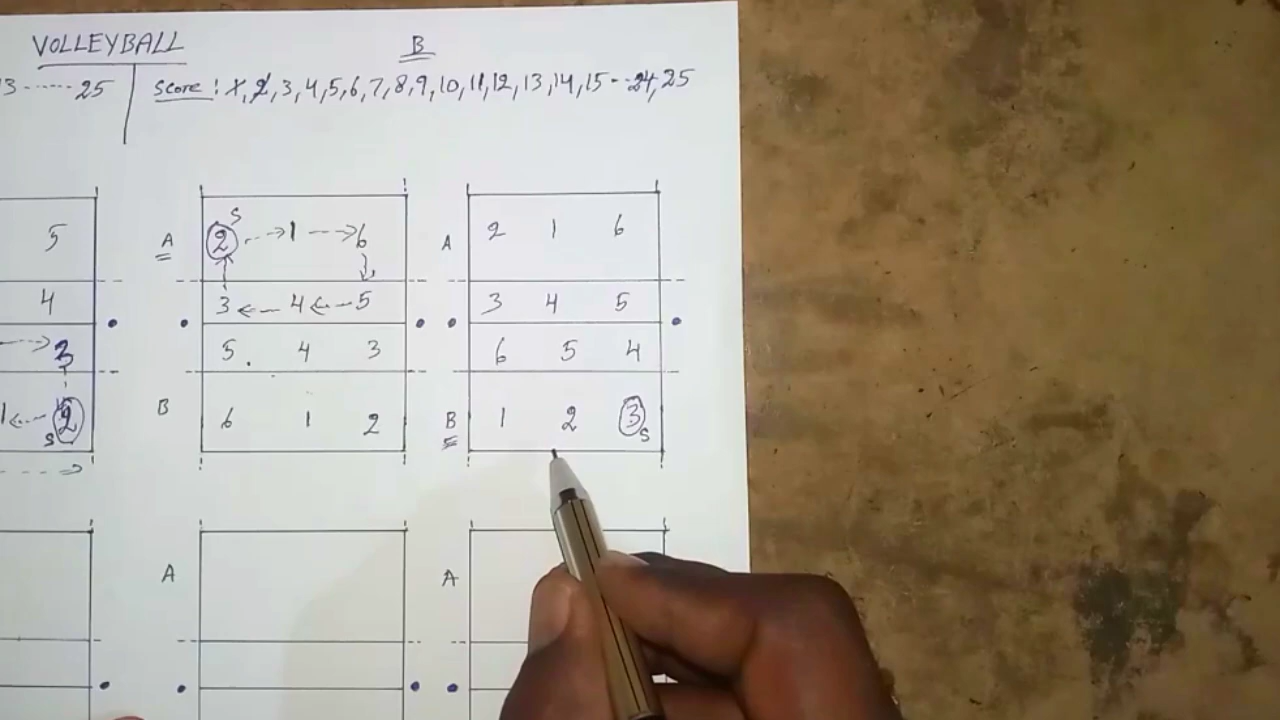 VOLLEYBALL B
13 ...... 25 Score : 1, 2, 3, 4, 5, 6, 7, 8, 9, 10, 11, 12, 13, 14, 15 - - 24, 25
S
5 A 2 1 6 A 2 1 6
4 3 4 5 3 4 5
3 5 4 3 6 5 4
1 2 B 6 1 2 B 1 2 3
S S
A A